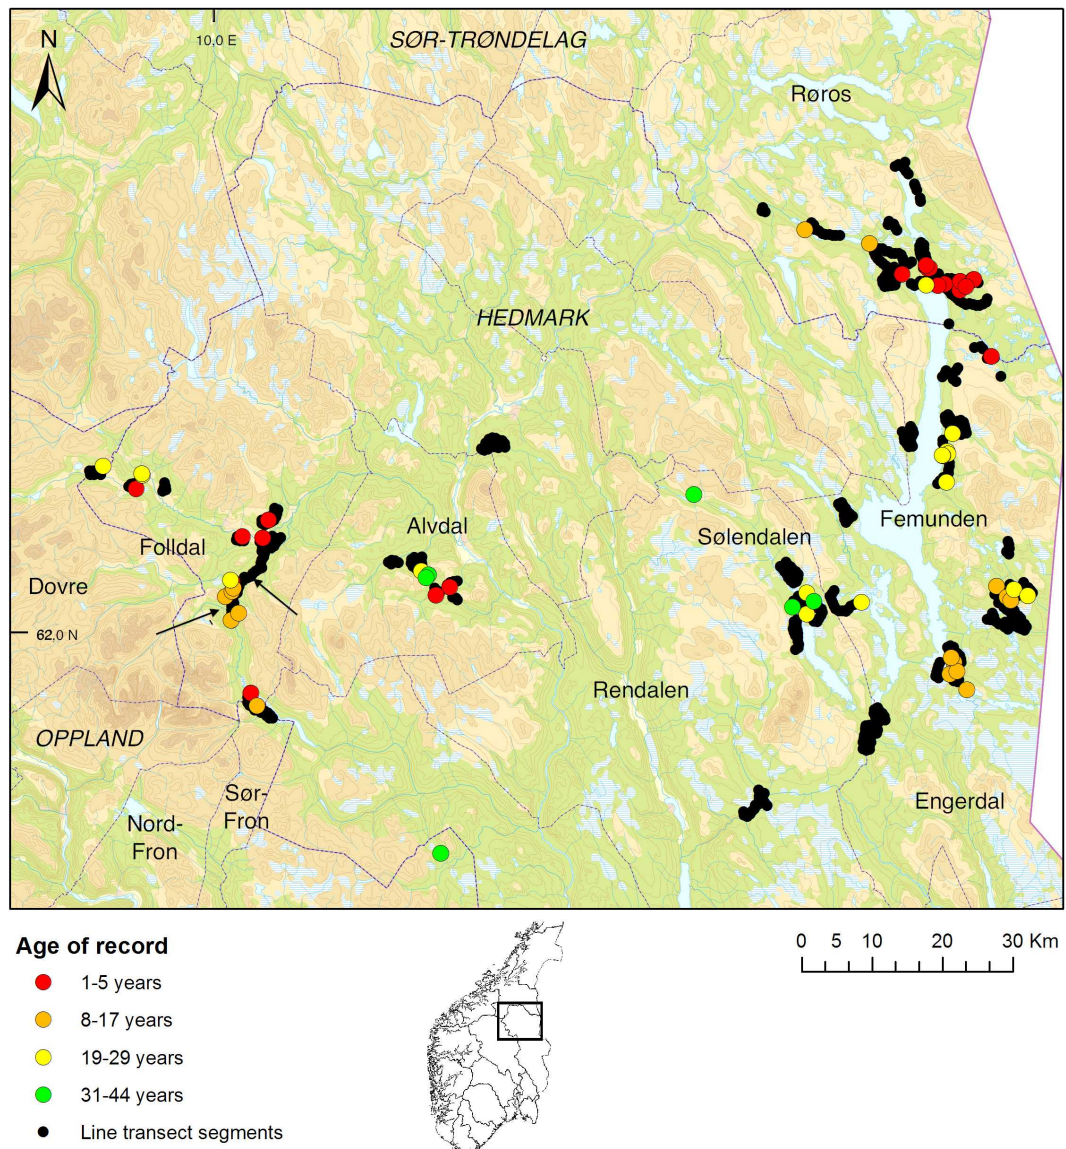 N
10,0 E
SØR-TRØNDELAG
Røros
HEDMARK
Alvdal
Folldal
Sølendalen
Femunden
Dovre
62,0 N
Rendalen
OPPLAND
Sør-
Fron
Nord-
Fron
Engerdal
Age of record
1-5 years
8-17 years
19-29 years
31-44 years
Line transect segments
0 5 10 20 30 Km